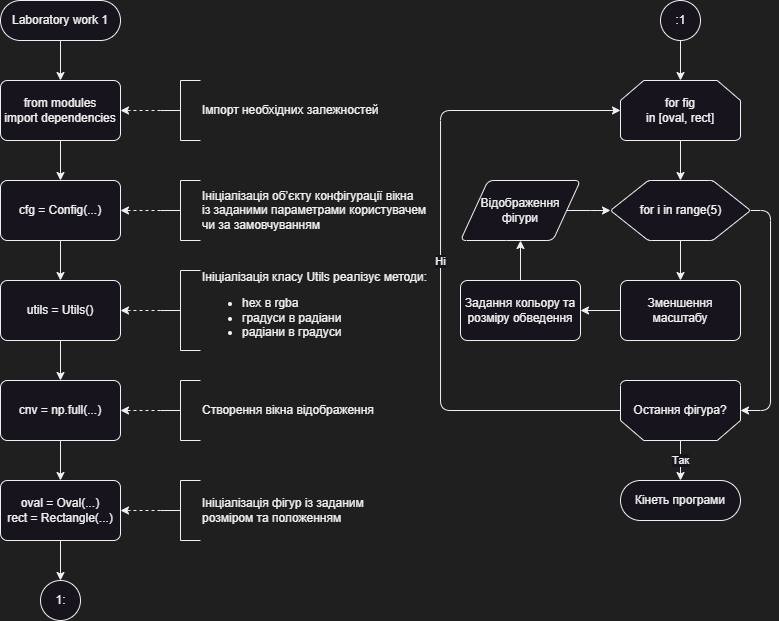 Laboratory work 1
from modules
import dependencies
Імпорт необхідних залежностей
cfg = Config(...)
Ініціалізація об'єкту конфігурації вікна
із заданими параметрами користувачем
чи за замовчуванням
utils = Utils()
Ініціалізація класу Utils реалізує методи:
• hex в rgba
• градуси в радіани
• радіани в градуси
cnv = np.full(...)
Створення вікна відображення
oval = Oval(...)
rect = Rectangle(...)
Ініціалізація фігур із заданим
розміром та положенням
1:
:1
for fig
in [oval, rect]
for i in range(5)
Зменшення
масштабу
Задання кольору та
розміру обведення
Відображення
фігури
Остання фігура?
Ні
Так
Кінеть програми